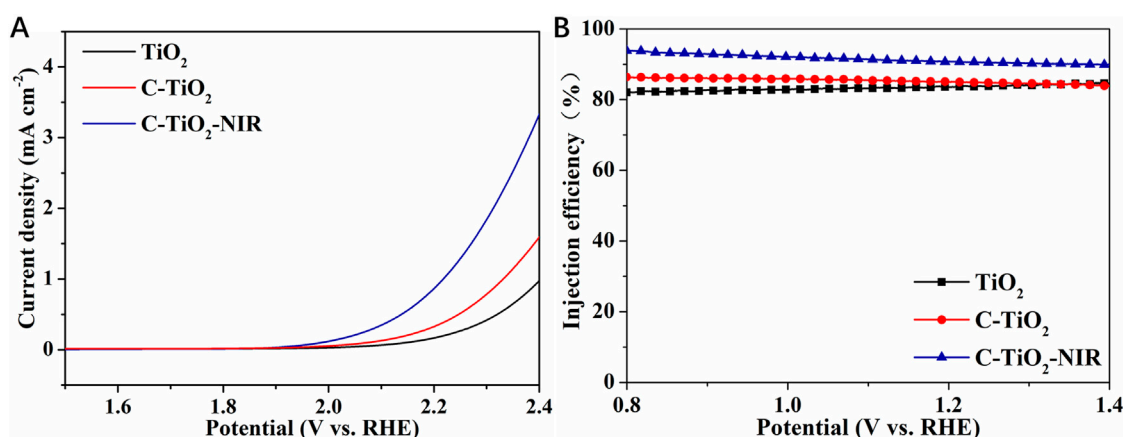 A
TiO2
C-TiO2
C-TiO2-NIR
Current density (mA cm-2)
4
3
2
1
0
1.6 1.8 2.0 2.2 2.4
Potential (V vs. RHE)
B
Injection efficiency (%)
100
80
60
40
20
0
TiO2
C-TiO2
C-TiO2-NIR
0.8 1.0 1.2 1.4
Potential (V vs. RHE)